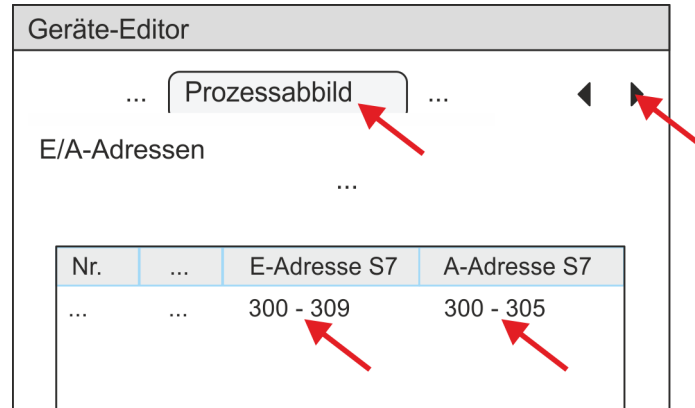 Geräte-Editor
... Prozessabbild ...
E/A-Adressen
...
Nr. ... E-Adresse S7 A-Adresse S7
... ... 300 - 309 300 - 305